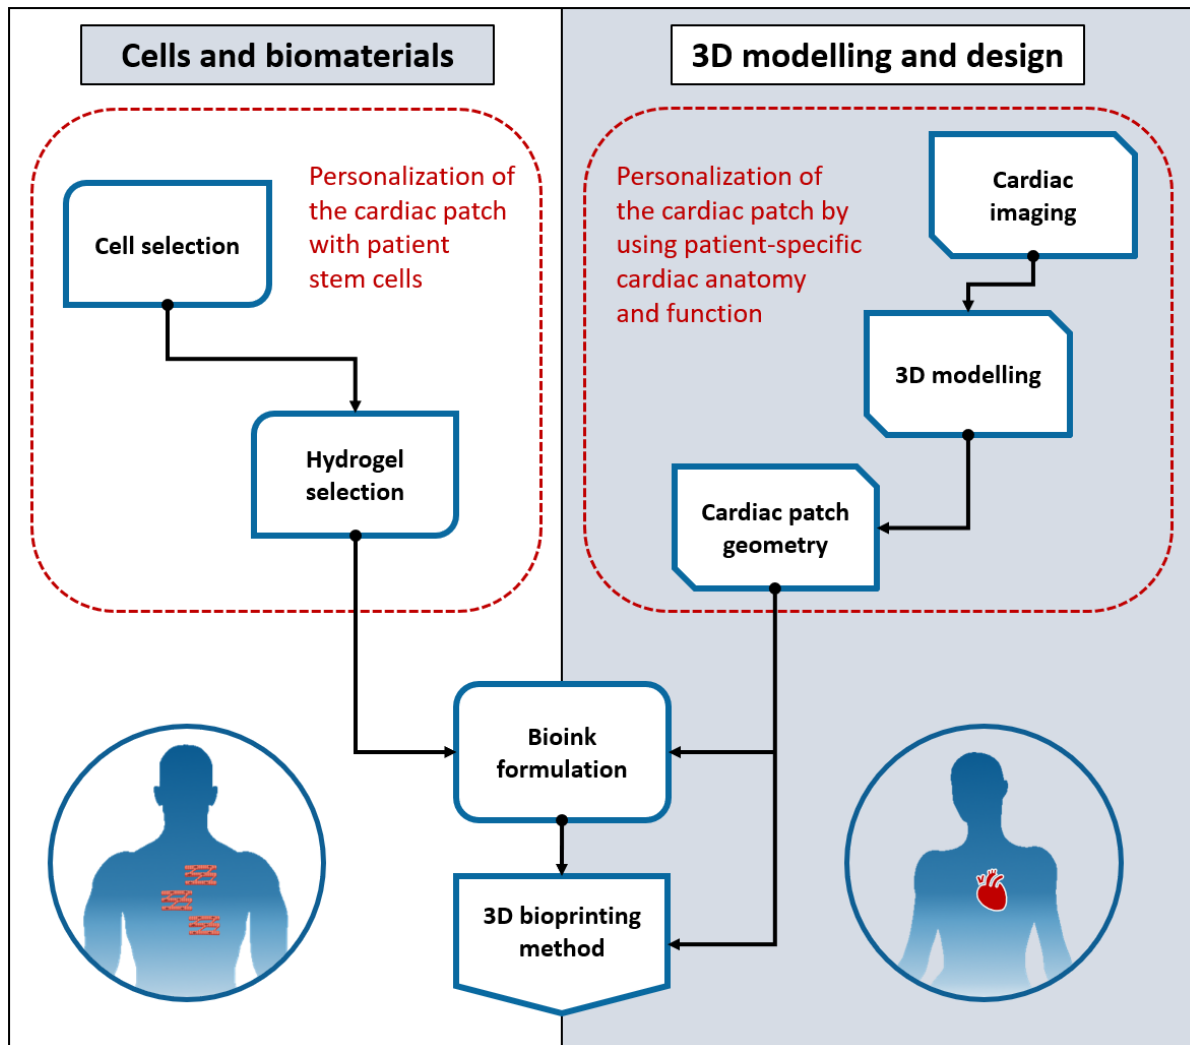 Cells and biomaterials
Personalization of
the cardiac patch
with patient
stem cells
Cell selection
Hydrogel
selection
3D modelling and design
Personalization of
the cardiac patch by
using patient-specific
cardiac anatomy
and function
Cardiac
imaging
3D modelling
Cardiac patch
geometry
Bioink
formulation
3D bioprinting
method